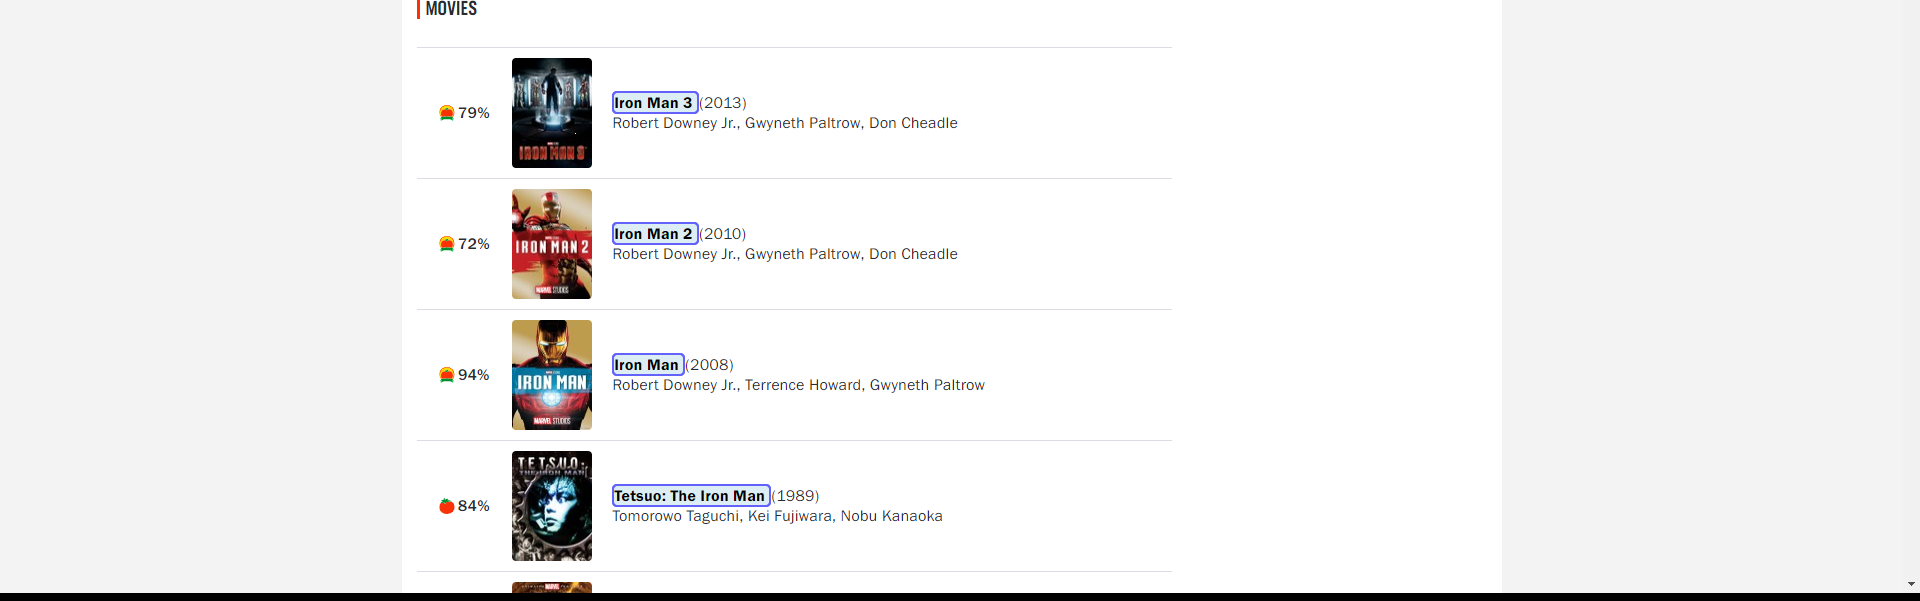 MOVIES
79%
IRON MAN 3
Iron Man 3 (2013)
Robert Downey Jr., Gwyneth Paltrow, Don Cheadle
72%
IRON MAN 2
MARVEL STUDIOS
Iron Man 2 (2010)
Robert Downey Jr., Gwyneth Paltrow, Don Cheadle
94%
IRON MAN
MARVEL STUDIOS
Iron Man (2008)
Robert Downey Jr., Terrence Howard, Gwyneth Paltrow
84%
TETSUO:
THE IRON MAN
Tetsuo: The Iron Man (1989)
Tomorowo Taguchi, Kei Fujiwara, Nobu Kanaoka
MARVEL